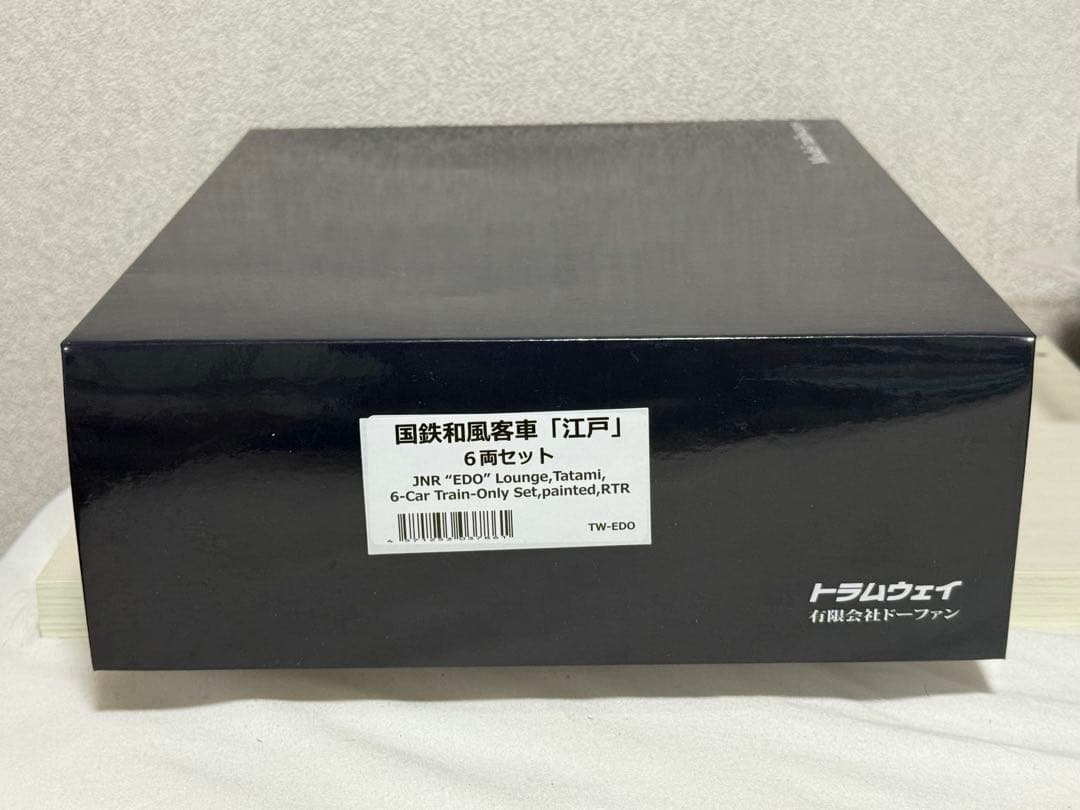 国鉄和風客車「江戸」
６両セット
JNR “EDO” Lounge,Tatami,
6-Car Train-Only Set,painted,RTR
TW-EDO
トラムウェイ
有限会社ドーファン